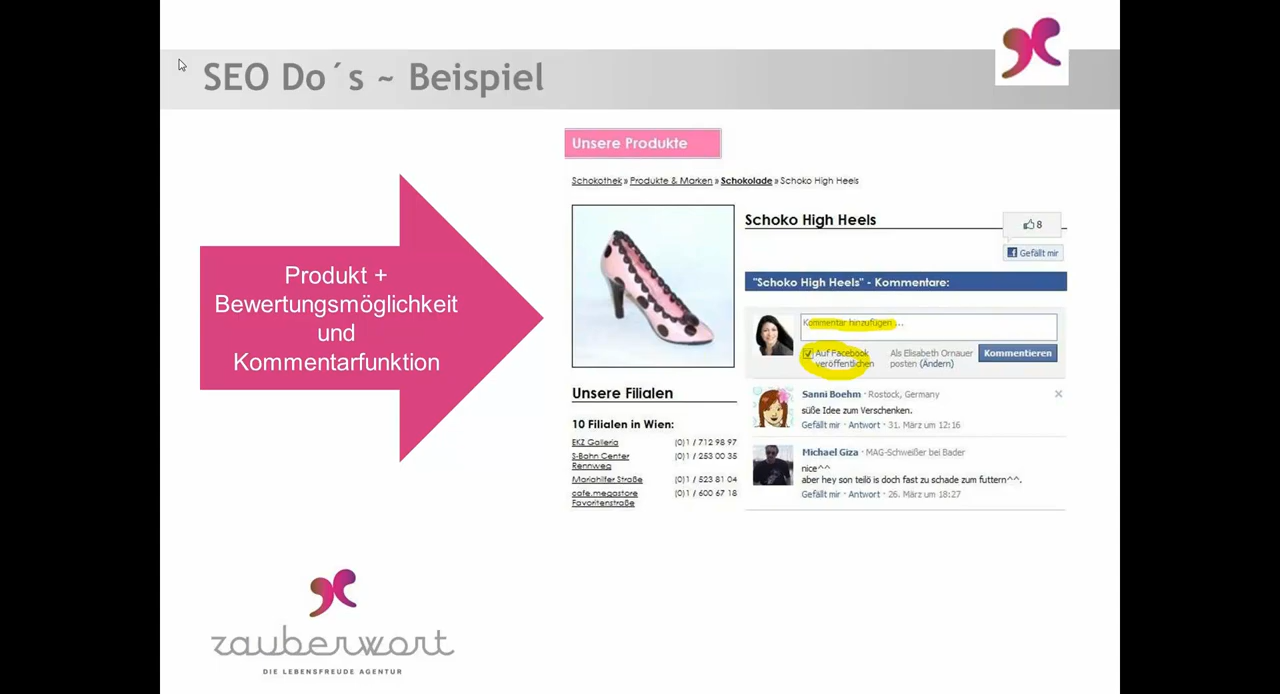 SEO Do´s ~ Beispiel
Produkt +
Bewertungsmöglichkeit
und
Kommentarfunktion
Unsere Produkte
Schokothek » Produkte & Marken » Schokolade » Schoko High Heels
Schoko High Heels
8
Gefällt mir
"Schoko High Heels" - Kommentare:
Kommentar hinzufügen ...
Auf Facebook
veröffentlichen
Als Elisabeth Ornauer
posten (Ändern)
Kommentieren
Sanni Boehm · Rostock, Germany
süße Idee zum Verschenken.
Gefällt mir · Antwort · 31. März um 12:16
Michael Giza · MAG-Schweißer bei Bader
nice^^
aber hey son teilö is doch fast zu schade zum futtern^^.
Gefällt mir · Antwort · 26. März um 18:27
Unsere Filialen
10 Filialen in Wien:
EKZ Galleria (0)1 / 712 98 97
S-Bahn Center (0)1 / 253 00 35
Rennweg
Mariahilfer Straße (0)1 / 523 81 04
cafe.megastore (0)1 / 600 67 18
Favoritenstraße
zauberwort
DIE LEBENSFREUDE AGENTUR